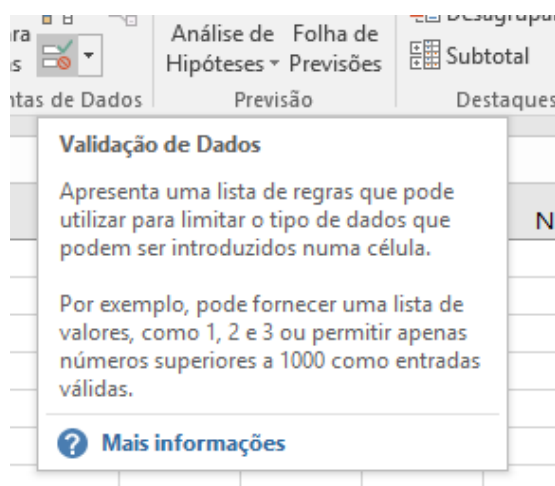 ra
Análise de Folha de
Desagrupar
s
Hipóteses Previsões
Subtotal
ntas de Dados
Previsão
Destaques
Validação de Dados
Apresenta uma lista de regras que pode
utilizar para limitar o tipo de dados que
podem ser introduzidos numa célula.
N
Por exemplo, pode fornecer uma lista de
valores, como 1, 2 e 3 ou permitir apenas
números superiores a 1000 como entradas
válidas.
? Mais informações